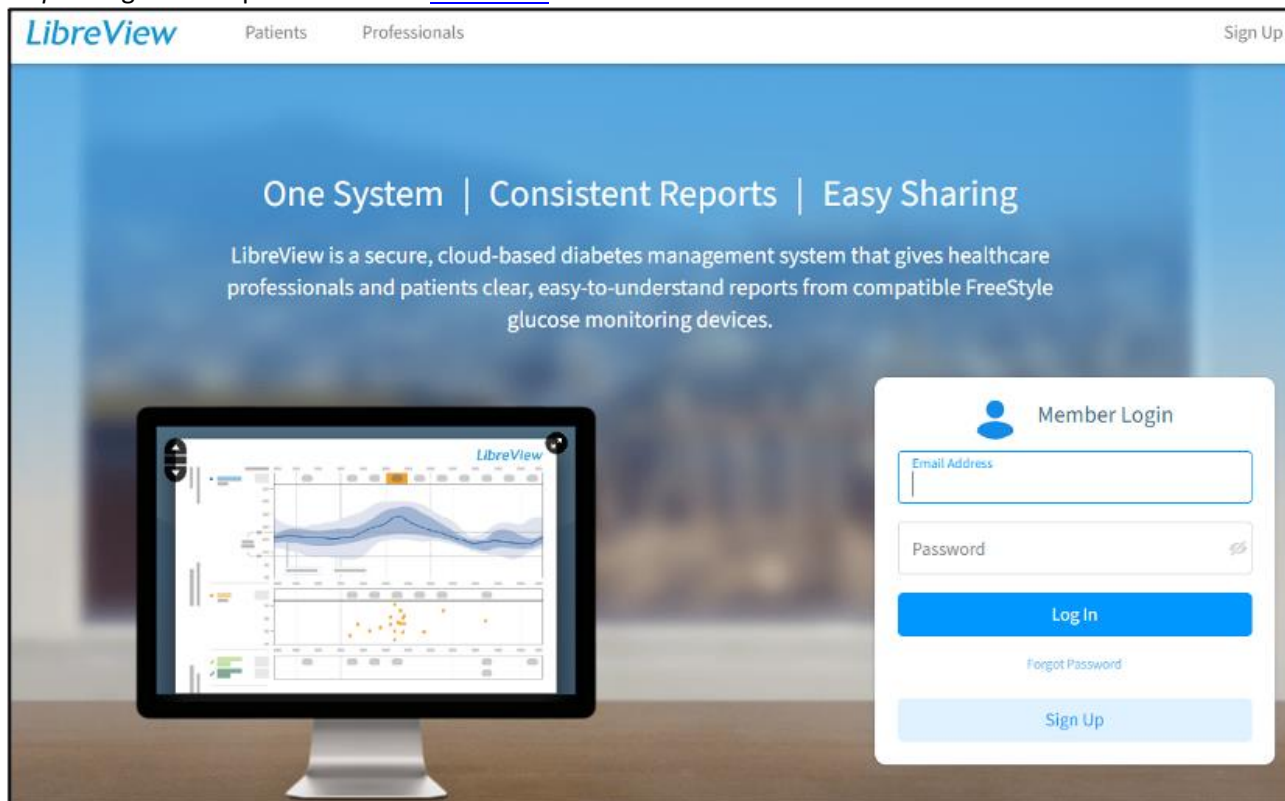 LibreView Patients Professionals Sign Up
One System | Consistent Reports | Easy Sharing
LibreView is a secure, cloud-based diabetes management system that gives healthcare
professionals and patients clear, easy-to-understand reports from compatible FreeStyle
glucose monitoring devices.
LibreView
Member Login
Email Address
Password
Log In
Forgot Password
Sign Up